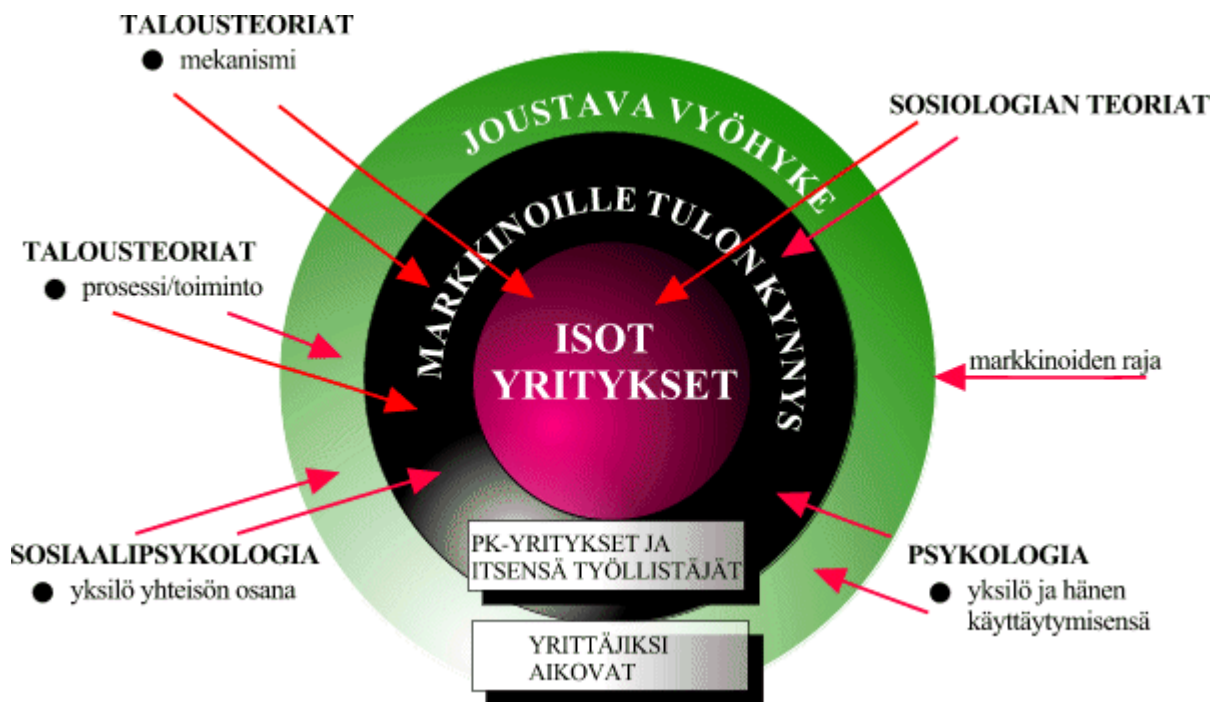 TALOUSTEORIAT
● mekanismi
SOSIOLOGIAN TEORIAT
JOUSTAVA VYÖHYKE
MARKKINOILLE TULON KYNNYS
TALOUSTEORIAT
● prosessi/toiminto
ISOT
YRITYKSET
markkinoiden raja
SOSIAALIPSYKOLOGIA
● yksilö yhteisön osana
PK-YRITYKSET JA
ITSENSÄ TYÖLLISTÄJÄT
PSYKOLOGIA
● yksilö ja hänen
käyttäytymisensä
YRITTÄJIKSI
AIKOVAT